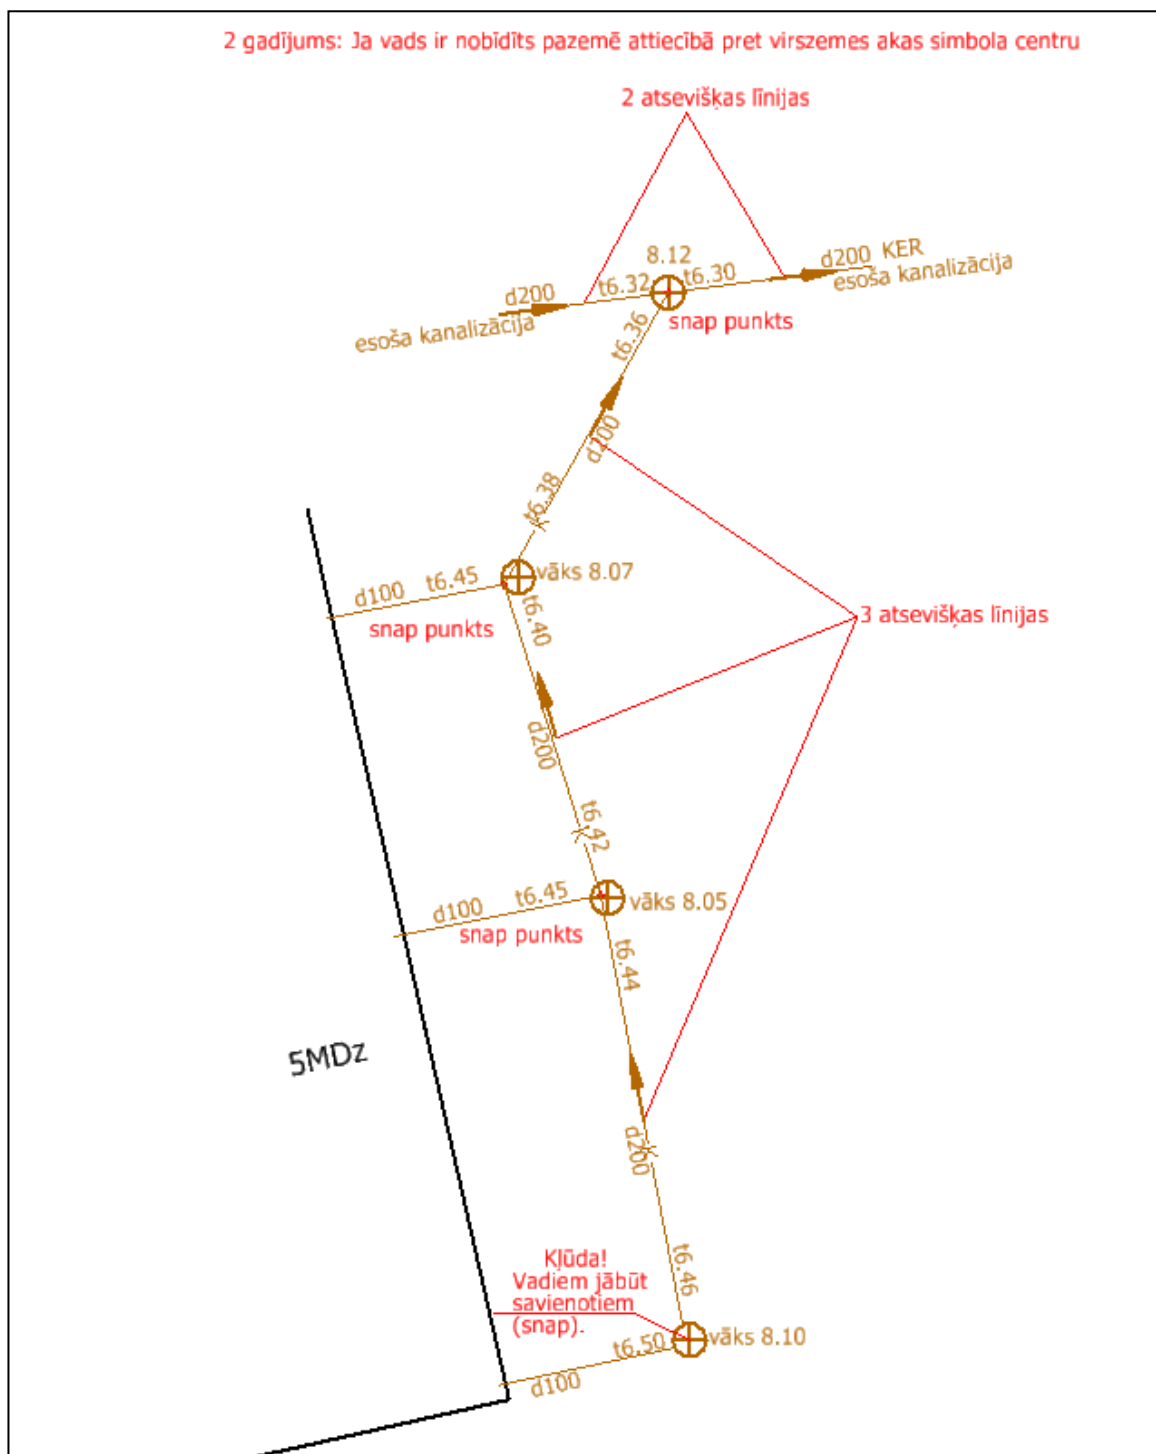 2 gadījums: Ja vads ir nobīdīts pazemē attiecībā pret virszemes akas simbola centru
2 atsevišķas līnijas
8.12
d200 KER
t6.30
t6.32
d200
esoša kanalizācija
esoša kanalizācija
snap punkts
t6.36
d200
t6.38
vāks 8.07
t6.45
d100
t6.40
snap punkts
3 atsevišķas līnijas
d200
t6.42
t6.45
d100
vāks 8.05
snap punkts
t6.44
5MDz
d200
t6.46
Kļūda!
Vadiem jābūt
savienotiem
(snap).
t6.50
vāks 8.10
d100